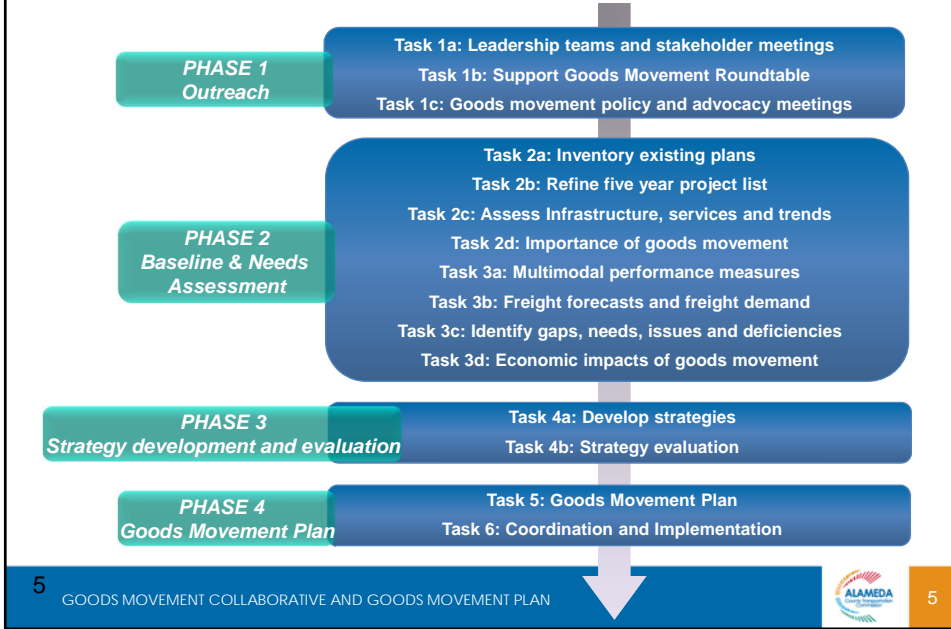 PHASE 1
Outreach
Task 1a: Leadership teams and stakeholder meetings
Task 1b: Support Goods Movement Roundtable
Task 1c: Goods movement policy and advocacy meetings
PHASE 2
Baseline & Needs
Assessment
Task 2a: Inventory existing plans
Task 2b: Refine five year project list
Task 2c: Assess Infrastructure, services and trends
Task 2d: Importance of goods movement
Task 3a: Multimodal performance measures
Task 3b: Freight forecasts and freight demand
Task 3c: Identify gaps, needs, issues and deficiencies
Task 3d: Economic impacts of goods movement
PHASE 3
Strategy development and evaluation
Task 4a: Develop strategies
Task 4b: Strategy evaluation
PHASE 4
Goods Movement Plan
Task 5: Goods Movement Plan
Task 6: Coordination and Implementation
5
GOODS MOVEMENT COLLABORATIVE AND GOODS MOVEMENT PLAN
ALAMEDA
County Transportation
Commission
5